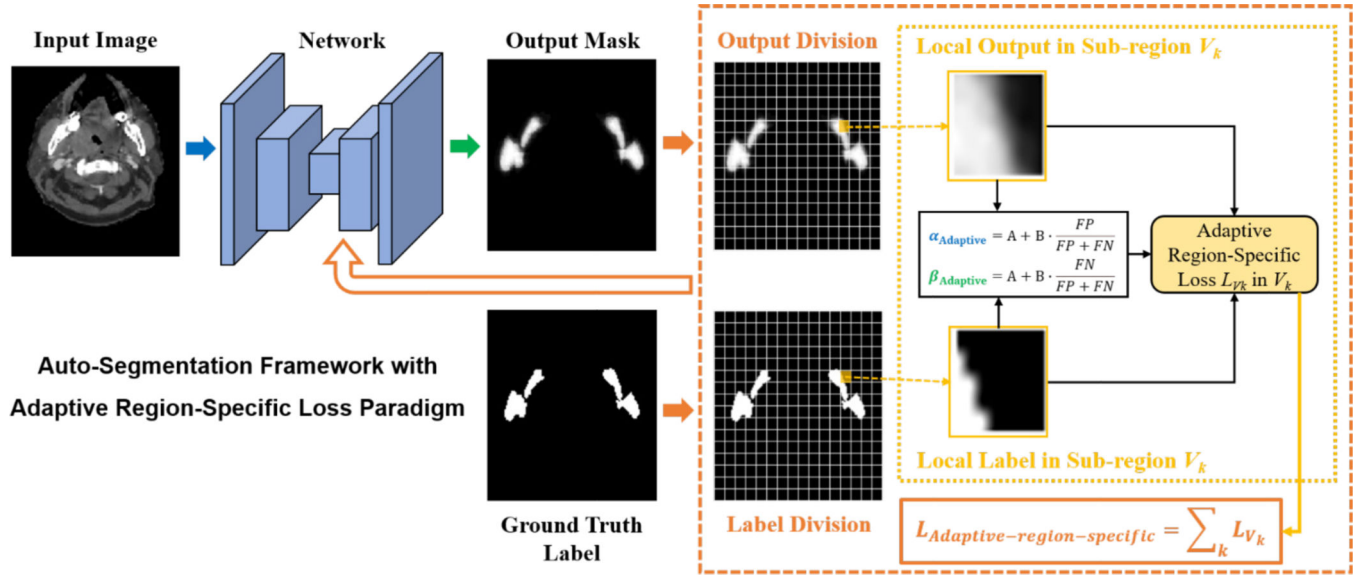 Input Image
Network
Output Mask
Output Division
Local Output in Sub-region V_k
α_Adaptive = A + B · FP / (FP + FN)
β_Adaptive = A + B · FN / (FP + FN)
Adaptive
Region-Specific
Loss L_Vk in V_k
Auto-Segmentation Framework with
Adaptive Region-Specific Loss Paradigm
Ground Truth
Label
Label Division
Local Label in Sub-region V_k
L_Adaptive−region−specific = ∑_k L_V_k